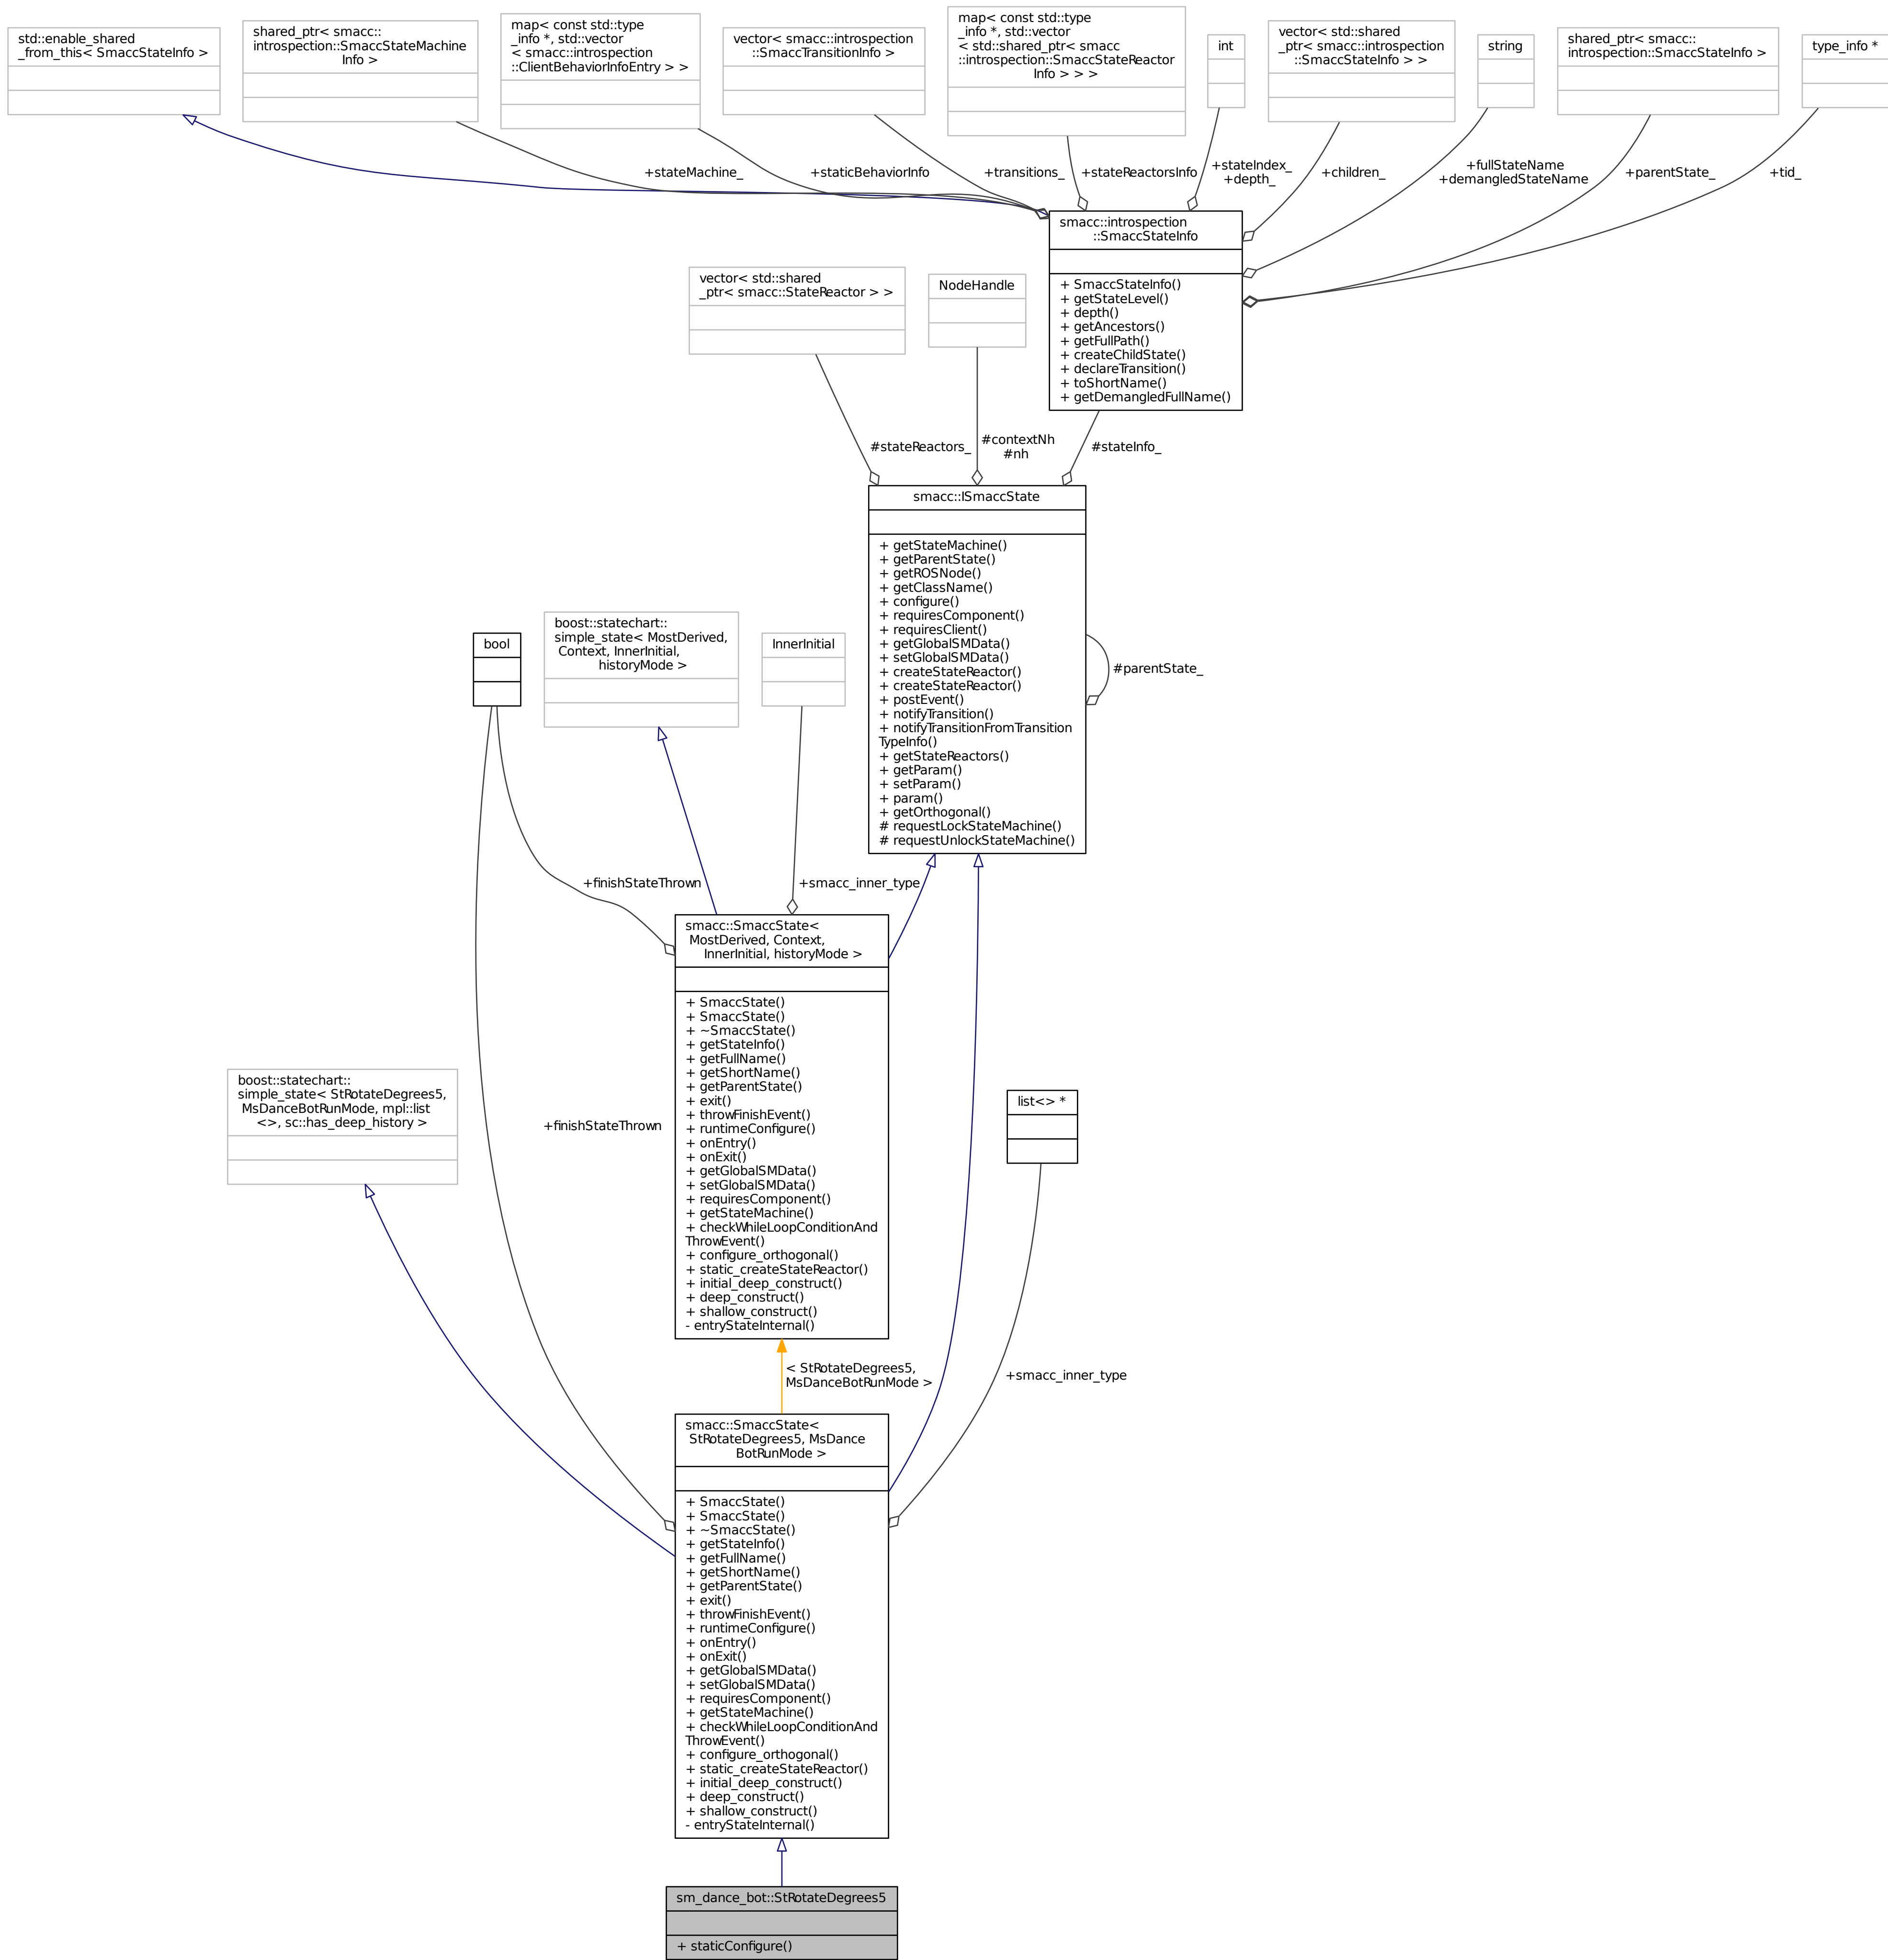 std::enable_shared
_from_this< SmaccStateInfo >
shared_ptr< smacc::
introspection::SmaccStateMachine
Info >
map< const std::type
_info *, std::vector
< smacc::introspection
::ClientBehaviorInfoEntry > >
vector< smacc::introspection
::SmaccTransitionInfo >
map< const std::type
_info *, std::vector
< std::shared_ptr< smacc
::introspection::SmaccStateReactor
Info > > >
int
vector< std::shared
_ptr< smacc::introspection
::SmaccStateInfo > >
string
shared_ptr< smacc::
introspection::SmaccStateInfo >
type_info *
+stateMachine_
+staticBehaviorInfo
+transitions_
+stateReactorsInfo
+stateIndex_
+depth_
+children_
+fullStateName
+demangledStateName
+parentState_
+tid_
smacc::introspection
::SmaccStateInfo
+ SmaccStateInfo()
+ getStateLevel()
+ depth()
+ getAncestors()
+ getFullPath()
+ createChildState()
+ declareTransition()
+ toShortName()
+ getDemangledFullName()
vector< std::shared
_ptr< smacc::StateReactor > >
NodeHandle
#stateReactors_
#contextNh
#nh
#stateInfo_
smacc::ISmaccState
+ getStateMachine()
+ getParentState()
+ getROSNode()
+ getClassName()
+ configure()
+ requiresComponent()
+ requiresClient()
+ getGlobalSMData()
+ setGlobalSMData()
+ createStateReactor()
+ createStateReactor()
+ postEvent()
+ notifyTransition()
+ notifyTransitionFromTransition
TypeInfo()
+ getStateReactors()
+ getParam()
+ setParam()
+ param()
+ getOrthogonal()
# requestLockStateMachine()
# requestUnlockStateMachine()
#parentState_
bool
boost::statechart::
simple_state< MostDerived,
Context, InnerInitial,
historyMode >
InnerInitial
+finishStateThrown
+smacc_inner_type
smacc::SmaccState<
MostDerived, Context,
InnerInitial, historyMode >
+ SmaccState()
+ SmaccState()
+ ~SmaccState()
+ getStateInfo()
+ getFullName()
+ getShortName()
+ getParentState()
+ exit()
+ throwFinishEvent()
+ runtimeConfigure()
+ onEntry()
+ onExit()
+ getGlobalSMData()
+ setGlobalSMData()
+ requiresComponent()
+ getStateMachine()
+ checkWhileLoopConditionAnd
ThrowEvent()
+ configure_orthogonal()
+ static_createStateReactor()
+ initial_deep_construct()
+ deep_construct()
+ shallow_construct()
- entryStateInternal()
boost::statechart::
simple_state< StRotateDegrees5,
MsDanceBotRunMode, mpl::list
<>, sc::has_deep_history >
+finishStateThrown
list<> *
< StRotateDegrees5,
MsDanceBotRunMode >
+smacc_inner_type
smacc::SmaccState<
StRotateDegrees5, MsDance
BotRunMode >
+ SmaccState()
+ SmaccState()
+ ~SmaccState()
+ getStateInfo()
+ getFullName()
+ getShortName()
+ getParentState()
+ exit()
+ throwFinishEvent()
+ runtimeConfigure()
+ onEntry()
+ onExit()
+ getGlobalSMData()
+ setGlobalSMData()
+ requiresComponent()
+ getStateMachine()
+ checkWhileLoopConditionAnd
ThrowEvent()
+ configure_orthogonal()
+ static_createStateReactor()
+ initial_deep_construct()
+ deep_construct()
+ shallow_construct()
- entryStateInternal()
sm_dance_bot::StRotateDegrees5
+ staticConfigure()